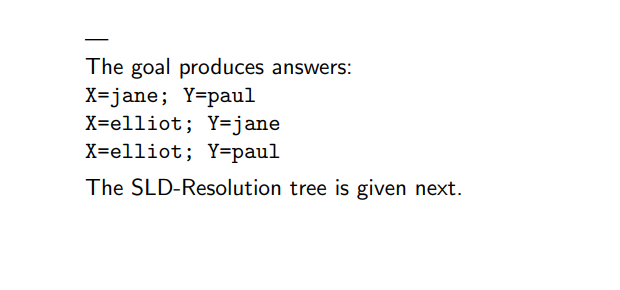 —
The goal produces answers:
X=jane; Y=paul
X=elliot; Y=jane
X=elliot; Y=paul
The SLD-Resolution tree is given next.